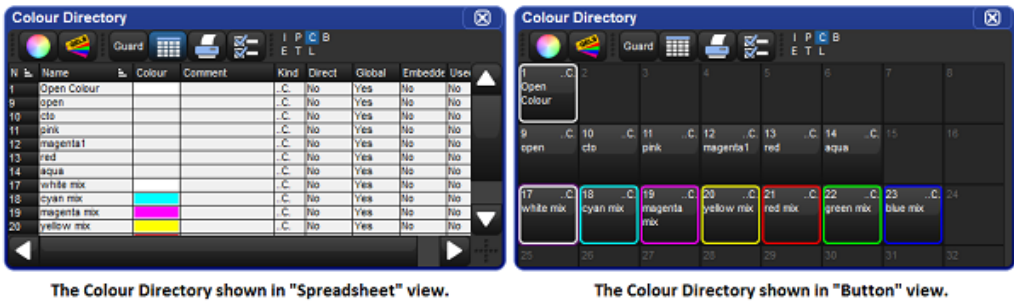 Colour Directory
Guard
I P C B
E T L
N Name Colour Comment Kind Direct Global Embedde Use
1 Open Colour ..C. No Yes No No
9 open ..C. No Yes No No
10 cto ..C. No Yes No No
11 pink ..C. No Yes No No
12 magenta1 ..C. No Yes No No
13 red ..C. No Yes No No
14 aqua ..C. No Yes No No
17 white mix ..C. No Yes No No
18 cyan mix ..C. No Yes No No
19 magenta mix ..C. No Yes No No
20 yellow mix ..C. No Yes No No
The Colour Directory shown in "Spreadsheet" view.
Colour Directory
Guard
I P C B
E T L
1 ..C. 2 3 4 5 6 7 8
Open
Colour
9 ..C. 10 ..C. 11 ..C. 12 ..C. 13 ..C. 14 ..C. 15 16
open cto pink magenta1 red aqua
17 ..C. 18 ..C. 19 ..C. 20 ..C. 21 ..C. 22 ..C. 23 ..C. 24
white mix cyan mix magenta mix yellow mix red mix green mix blue mix
25 26 27 28 29 30 31 32
The Colour Directory shown in "Button" view.